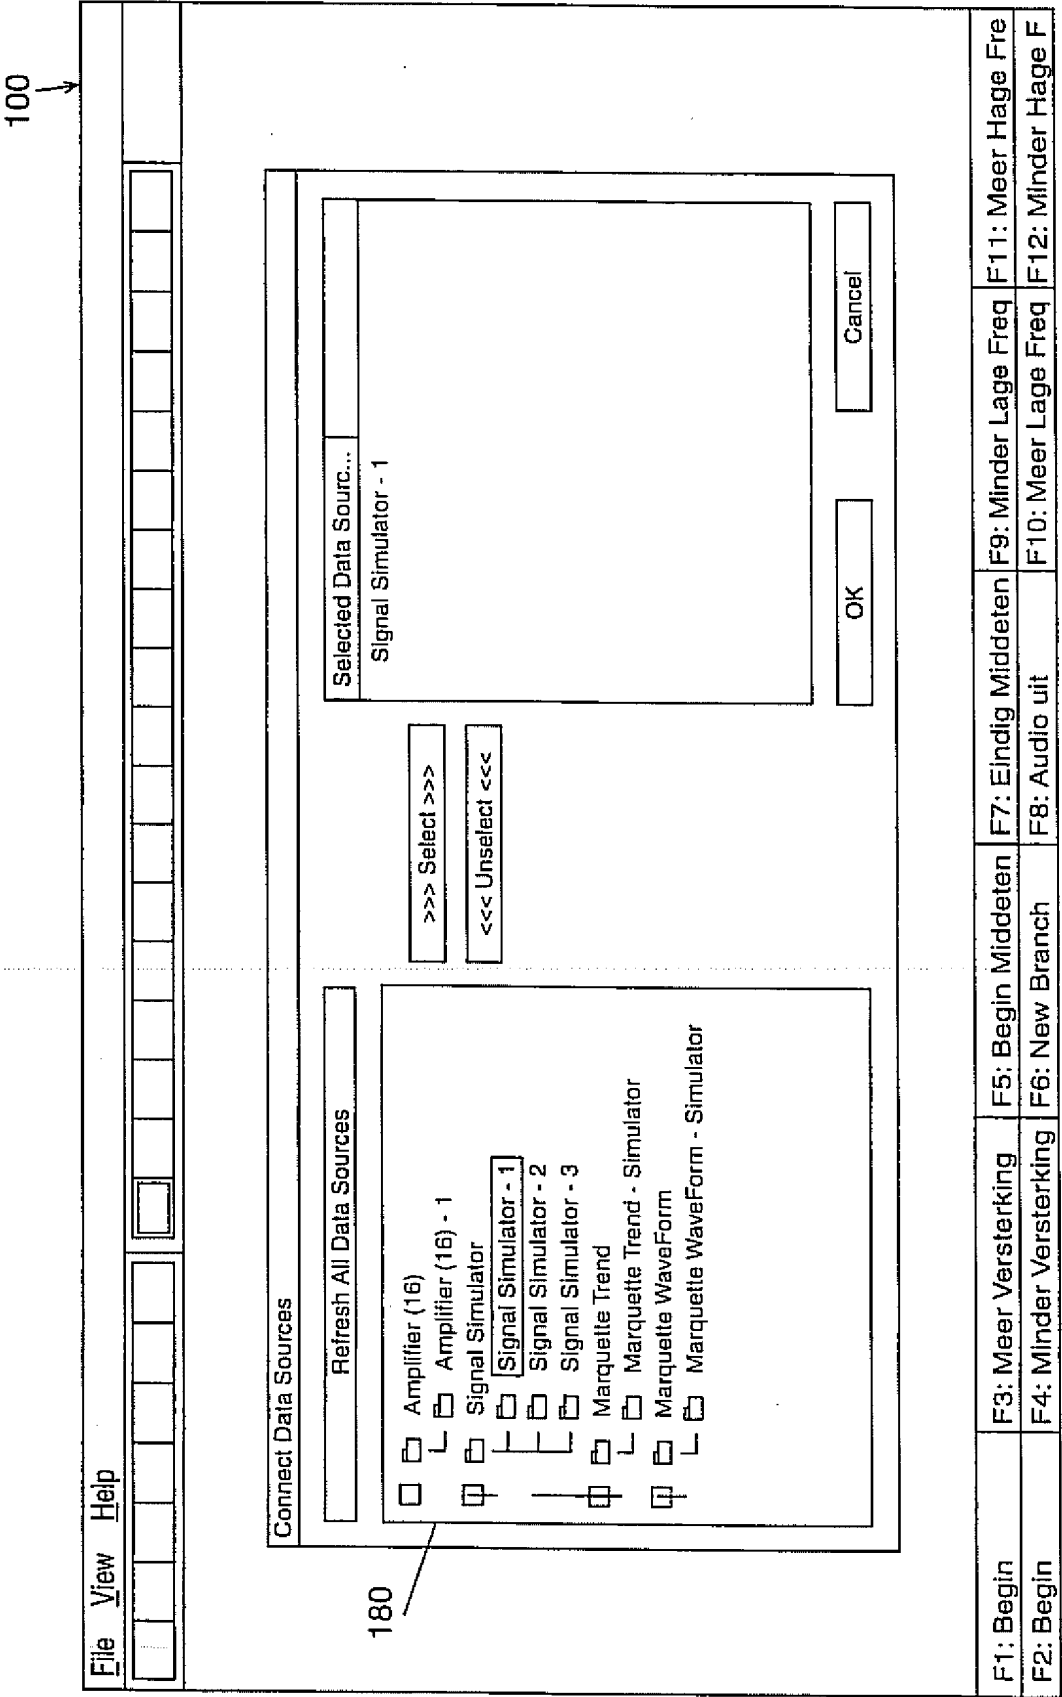 100
File View Help
Connect Data Sources
Refresh All Data Sources
Amplifier (16)
Amplifier (16) - 1
Signal Simulator
Signal Simulator - 1
Signal Simulator - 2
Signal Simulator - 3
Marquette Trend
Marquette Trend - Simulator
Marquette WaveForm
Marquette WaveForm - Simulator
180
>>> Select >>>
<<< Unselect <<<
Selected Data Sourc...
Signal Simulator - 1
OK
Cancel
F1: Begin F3: Meer Versterking F5: Begin Middeten F7: Eindig Middeten F9: Minder Lage Freq F11: Meer Hage Fre
F2: Begin F4: Minder Versterking F6: New Branch F8: Audio uit F10: Meer Lage Freq F12: Minder Hage F